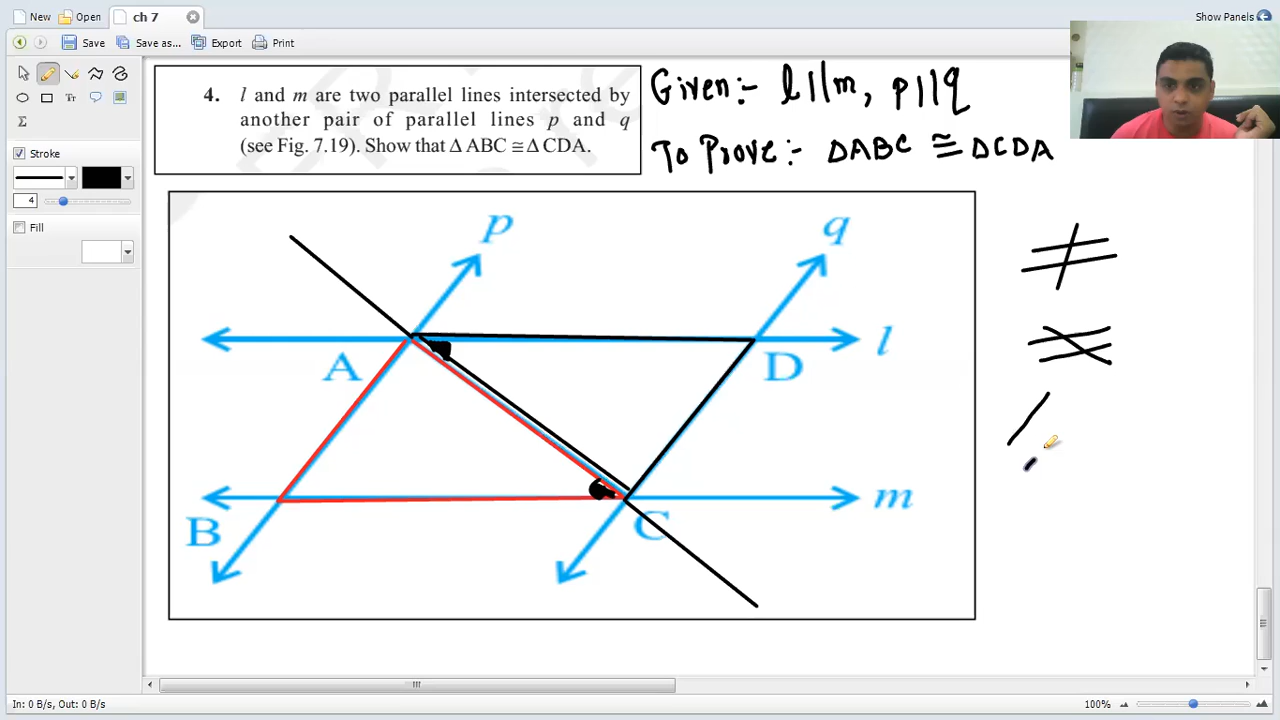 New Open ch 7 Show Panels
Save Save as... Export Print
Tr
Σ
Stroke
4
Fill
4. l and m are two parallel lines intersected by
another pair of parallel lines p and q
(see Fig. 7.19). Show that Δ ABC ≅ Δ CDA.
Given:- l||m, p||q
To Prove:- ΔABC ≅ ΔCDA
p q
A D l
B C m
In: 0 B/s, Out: 0 B/s 100%